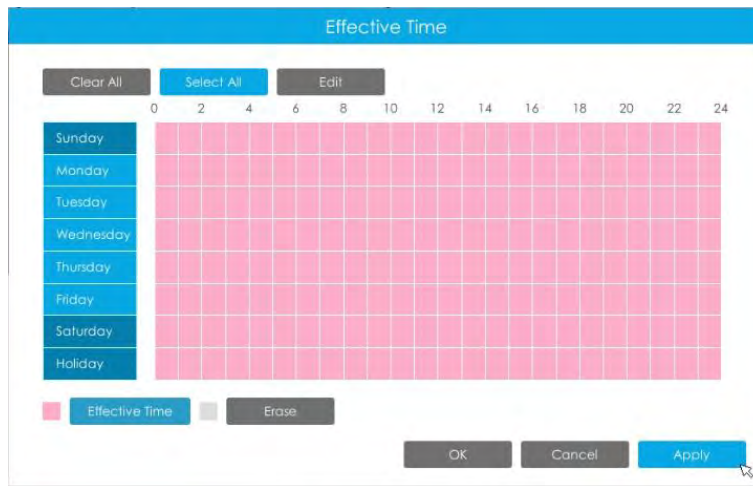 Effective Time
Clear All Select All Edit
0 2 4 6 8 10 12 14 16 18 20 22 24
Sunday
Monday
Tuesday
Wednesday
Thursday
Friday
Saturday
Holiday
Effective Time Erase
OK Cancel Apply